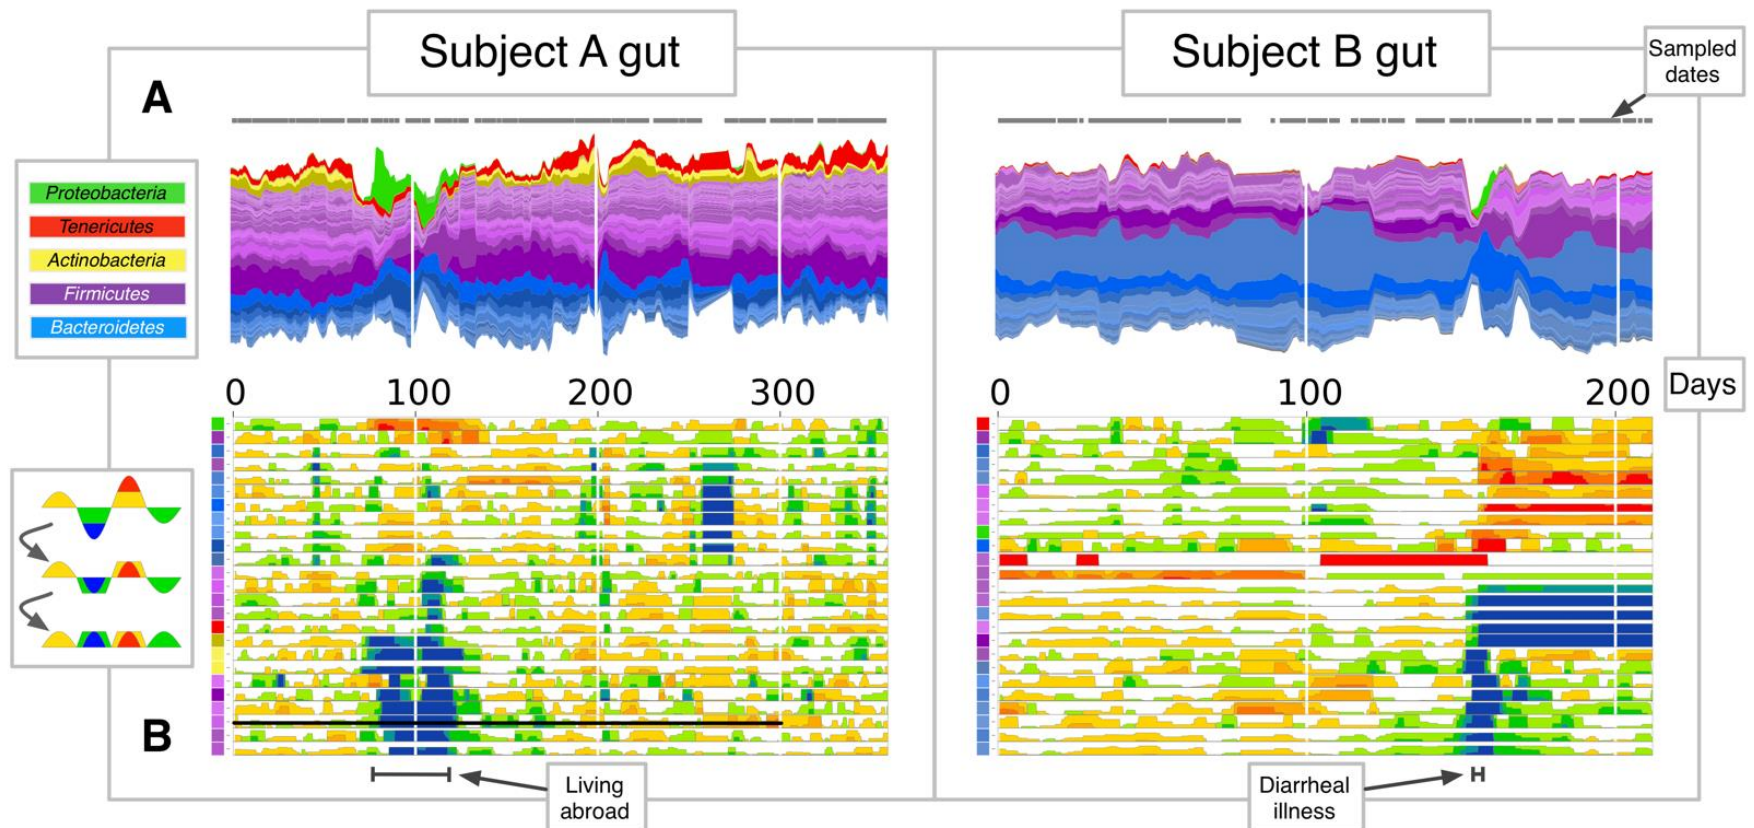 Subject A gut
Subject B gut
Sampled
dates
A
Proteobacteria
Tenericutes
Actinobacteria
Firmicutes
Bacteroidetes
0 100 200 300
0 100 200
Days
B
Living
abroad
Diarrheal
illness